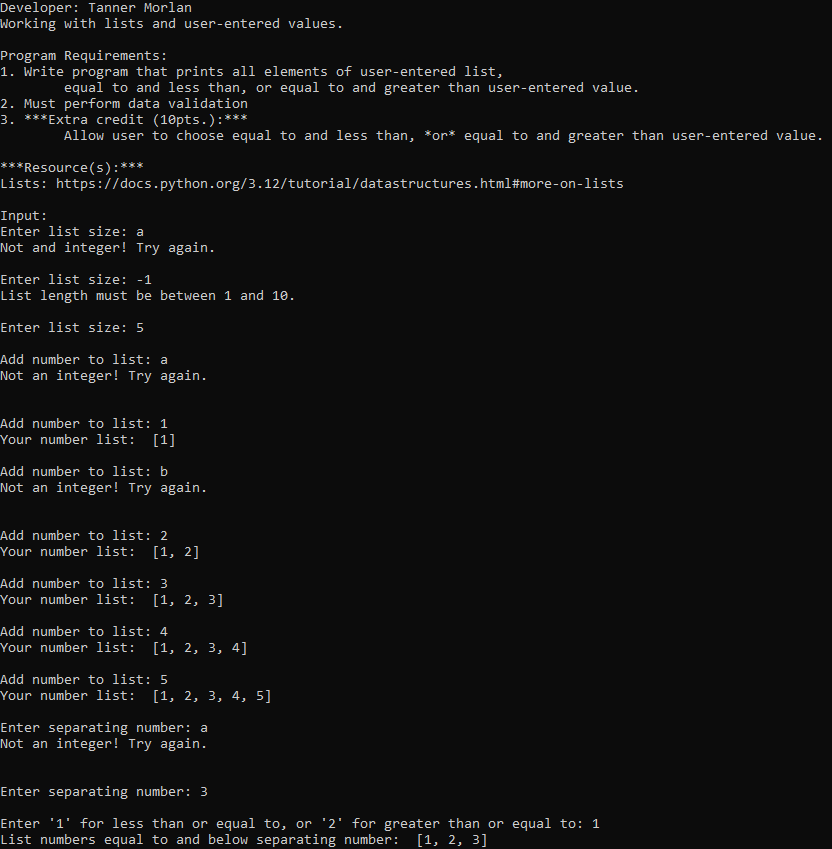 Developer: Tanner Morlan
Working with lists and user-entered values.
Program Requirements:
1. Write program that prints all elements of user-entered list,
equal to and less than, or equal to and greater than user-entered value.
2. Must perform data validation
3. ***Extra credit (10pts.):***
Allow user to choose equal to and less than, *or* equal to and greater than user-entered value.
***Resource(s):***
Lists: https://docs.python.org/3.12/tutorial/datastructures.html#more-on-lists
Input:
Enter list size: a
Not and integer! Try again.
Enter list size: -1
List length must be between 1 and 10.
Enter list size: 5
Add number to list: a
Not an integer! Try again.
Add number to list: 1
Your number list:  [1]
Add number to list: b
Not an integer! Try again.
Add number to list: 2
Your number list:  [1, 2]
Add number to list: 3
Your number list:  [1, 2, 3]
Add number to list: 4
Your number list:  [1, 2, 3, 4]
Add number to list: 5
Your number list:  [1, 2, 3, 4, 5]
Enter separating number: a
Not an integer! Try again.
Enter separating number: 3
Enter '1' for less than or equal to, or '2' for greater than or equal to: 1
List numbers equal to and below separating number:  [1, 2, 3]